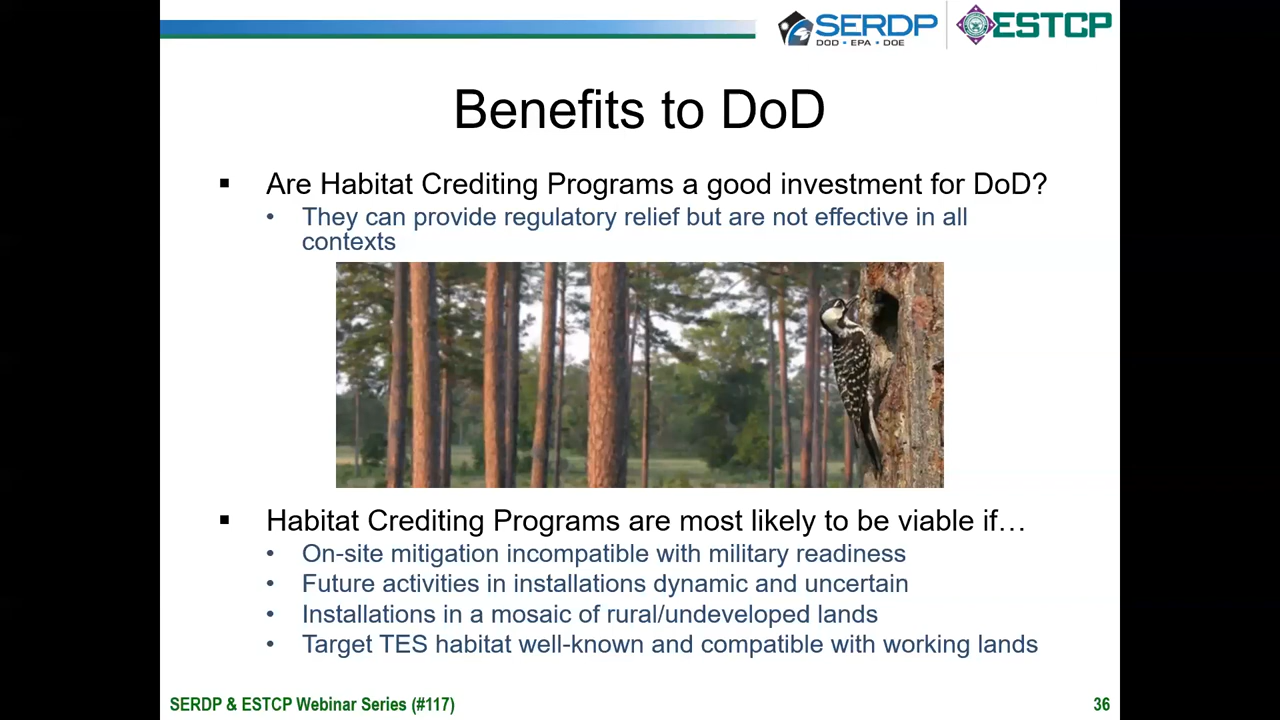 SERDP
DOD • EPA • DOE
ESTCP
Benefits to DoD
▪ Are Habitat Crediting Programs a good investment for DoD?
• They can provide regulatory relief but are not effective in all
contexts
▪ Habitat Crediting Programs are most likely to be viable if…
• On-site mitigation incompatible with military readiness
• Future activities in installations dynamic and uncertain
• Installations in a mosaic of rural/undeveloped lands
• Target TES habitat well-known and compatible with working lands
SERDP & ESTCP Webinar Series (#117)
36